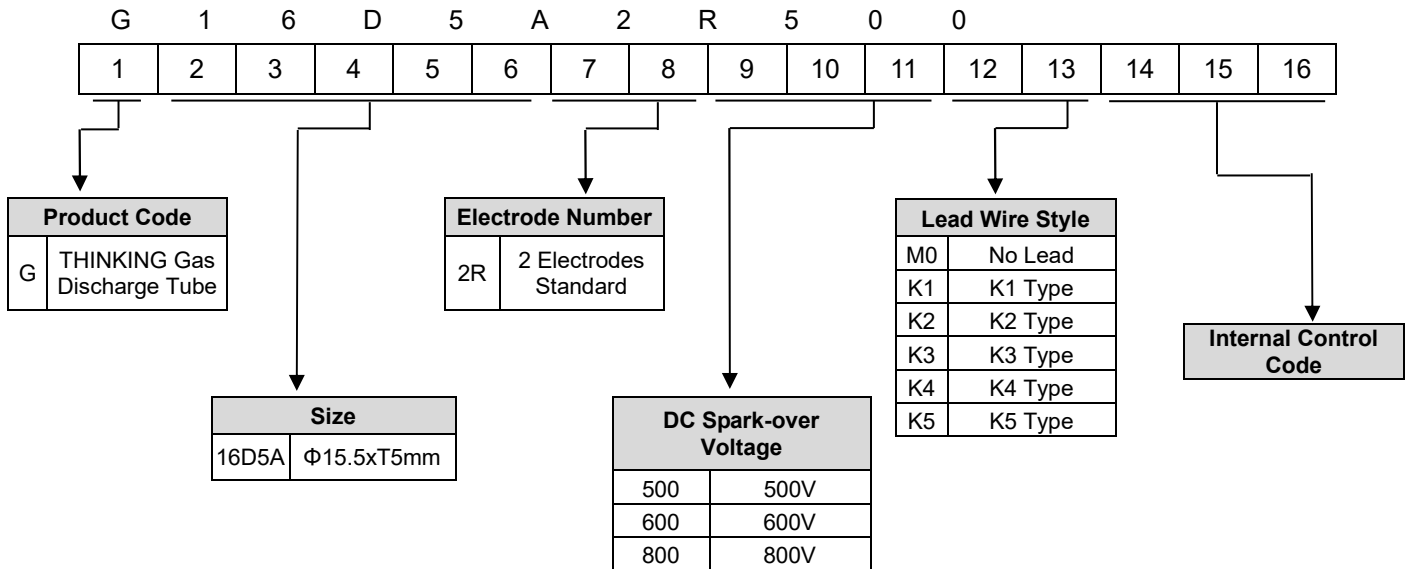 G 1 6 D 5 A 2 R 5 0 0
1 2 3 4 5 6 7 8 9 10 11 12 13 14 15 16
Product Code
G THINKING Gas
Discharge Tube
Electrode Number
2R 2 Electrodes
Standard
Lead Wire Style
M0 No Lead
K1 K1 Type
K2 K2 Type
K3 K3 Type
K4 K4 Type
K5 K5 Type
Internal Control
Code
Size
16D5A Φ15.5xT5mm
DC Spark-over
Voltage
500 500V
600 600V
800 800V